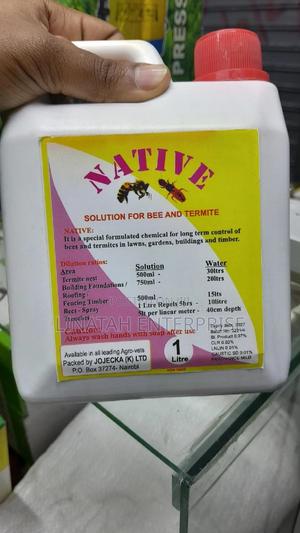 PRESS
NATIVE
SOLUTION FOR BEE AND TERMITE
NATIVE:
It is a special formulated chemical for long term control of
bees and termites in lawns, gardens, buildings and timber.
Dilution ratios:
Area Solution Water
Termite nest 500ml - 30ltrs
Building Foundations / 750ml - 20ltrs
Roofing
Fencing Timber 500ml - 15lts
Bees - Spray 1 Litre Repels 5hrs - 10litre
5lt per linear meter - 40cm depth
LINATAH ENTERPRISE
Always wash hands with soap after use
Available in all leading Agro-vets
Packed by JOJECKA (K) LTD
P.O. Box 37274- Nairobi
1
Litre